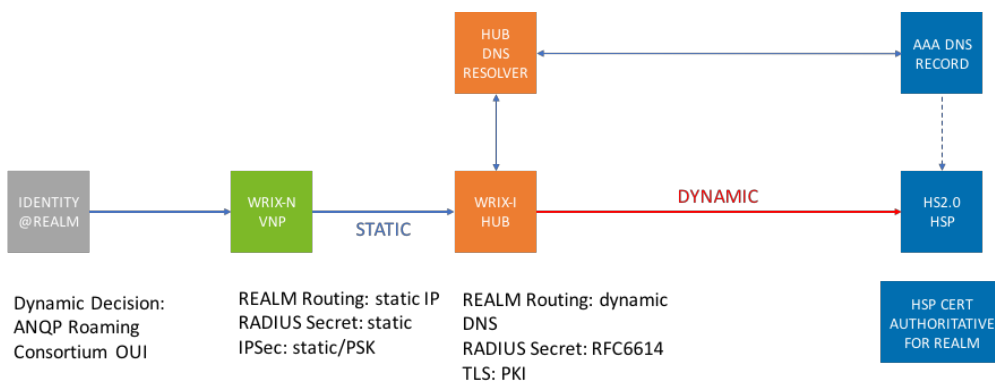 HUB
DNS
RESOLVER
AAA DNS
RECORD
IDENTITY
@REALM
WRIX-N
VNP
STATIC
WRIX-I
HUB
DYNAMIC
HS2.0
HSP
Dynamic Decision:
ANQP Roaming
Consortium OUI
REALM Routing: static IP
RADIUS Secret: static
IPSec: static/PSK
REALM Routing: dynamic
DNS
RADIUS Secret: RFC6614
TLS: PKI
HSP CERT
AUTHORITATIVE
FOR REALM